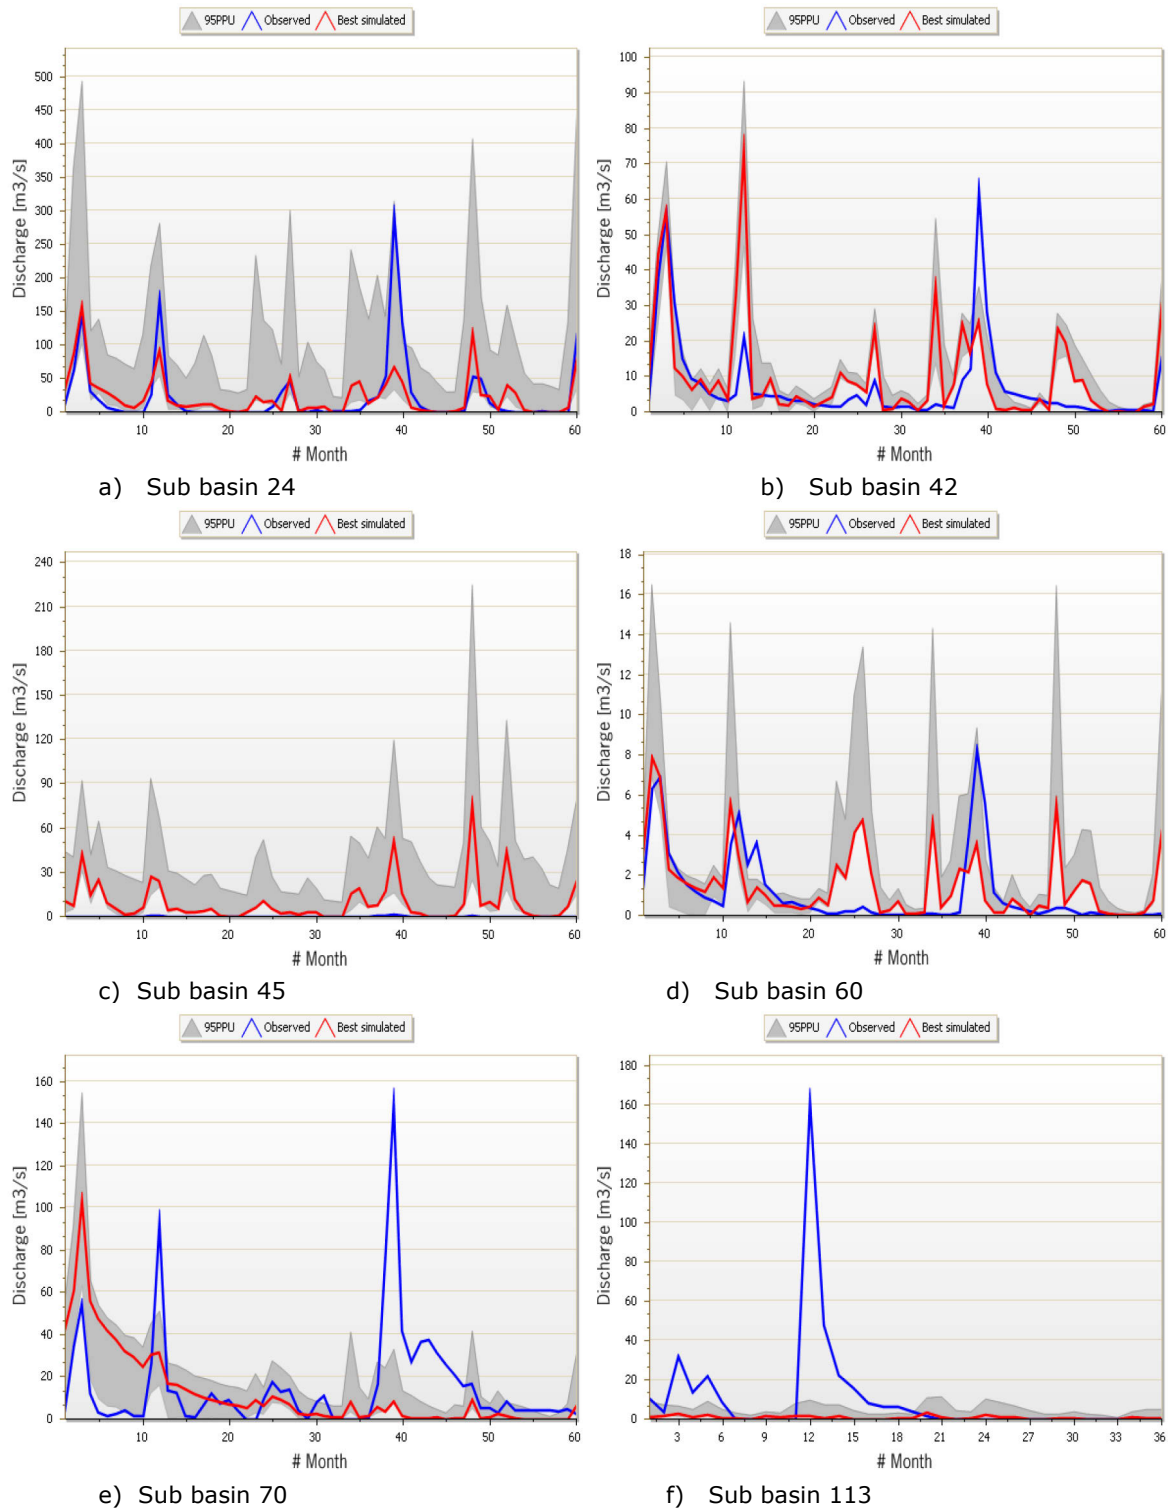 95PPU Observed Best simulated
95PPU Observed Best simulated
Discharge [m3/s]
500
450
400
350
300
250
200
150
100
50
0
10 20 30 40 50 60
# Month
Discharge [m3/s]
100
90
80
70
60
50
40
30
20
10
0
10 20 30 40 50 60
# Month
a) Sub basin 24
b) Sub basin 42
95PPU Observed Best simulated
95PPU Observed Best simulated
Discharge [m3/s]
240
210
180
150
120
90
60
30
0
10 20 30 40 50 60
# Month
Discharge [m3/s]
18
16
14
12
10
8
6
4
2
0
10 20 30 40 50 60
# Month
c) Sub basin 45
d) Sub basin 60
95PPU Observed Best simulated
95PPU Observed Best simulated
Discharge [m3/s]
160
140
120
100
80
60
40
20
0
10 20 30 40 50 60
# Month
Discharge [m3/s]
180
160
140
120
100
80
60
40
20
0
3 6 9 12 15 18 21 24 27 30 33 36
# Month
e) Sub basin 70
f) Sub basin 113